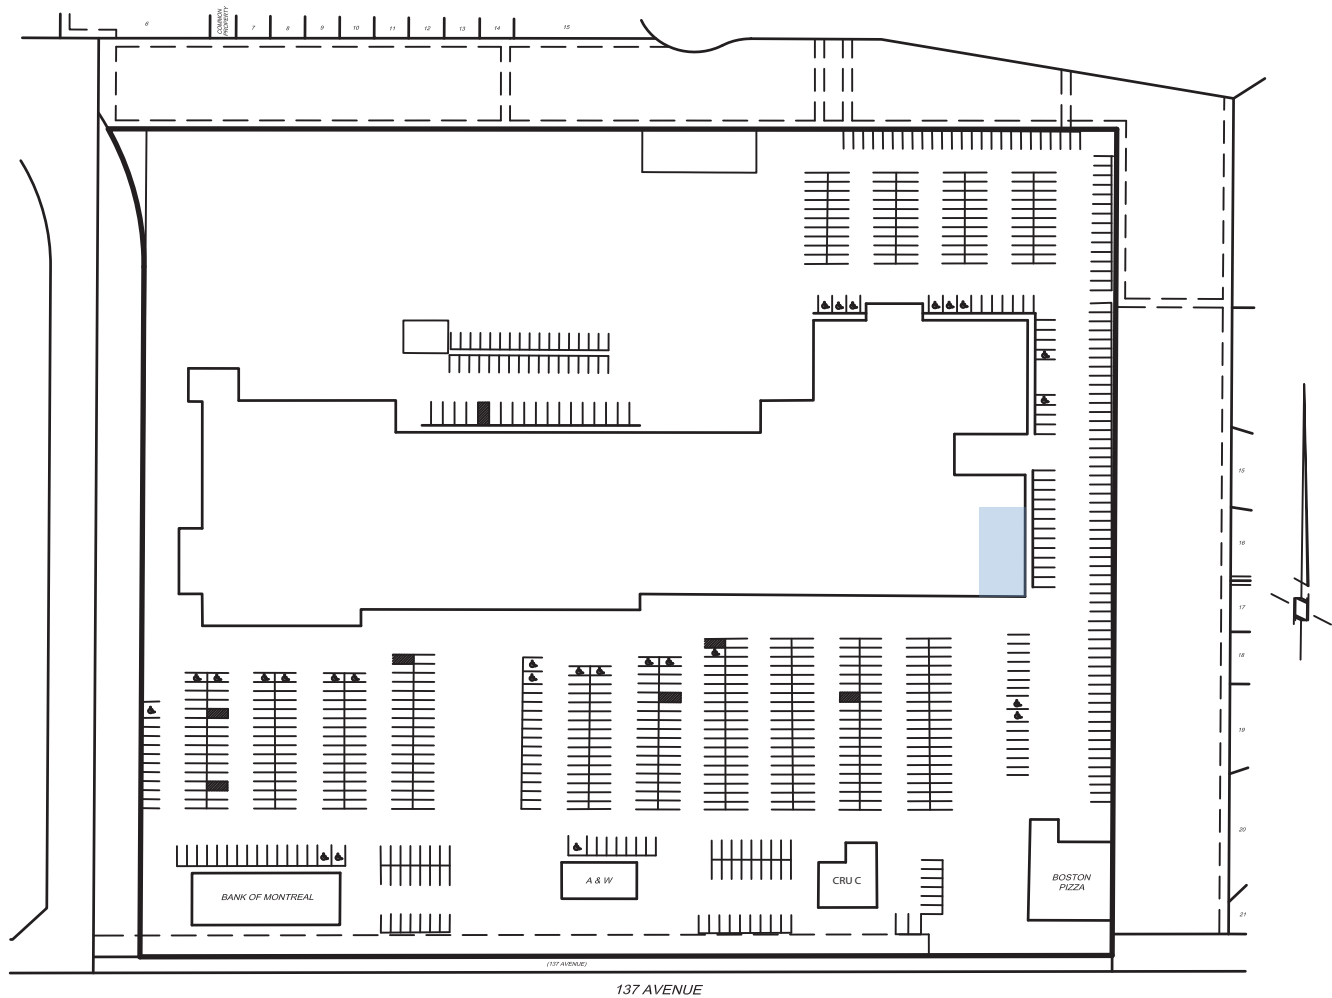 6
COMMON
PROPERTY
7
8
9
10
11
12
13
14
15
15
16
17
18
19
20
21
BANK OF MONTREAL
A & W
CRU C
BOSTON
PIZZA
(137 AVENUE)
137 AVENUE